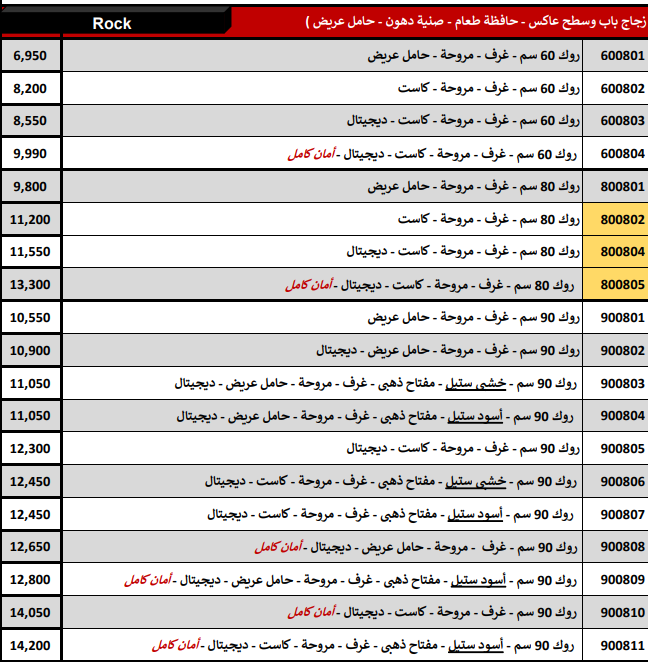 زجاج باب وسطح عاكس - حافظة طعام - صنية دهون - حامل عريض ) Rock
600801 روك 60 سم - غرف - مروحة - حامل عريض 6,950
600802 روك 60 سم - غرف - مروحة - كاست 8,200
600803 روك 60 سم - غرف - مروحة - كاست - ديجيتال 8,550
600804 روك 60 سم - غرف - مروحة - كاست - ديجيتال - أمان كامل 9,990
800801 روك 80 سم - غرف - مروحة - حامل عريض 9,800
800802 روك 80 سم - غرف - مروحة - كاست 11,200
800804 روك 80 سم - غرف - مروحة - كاست - ديجيتال 11,550
800805 روك 80 سم - غرف - مروحة - كاست - ديجيتال - أمان كامل 13,300
900801 روك 90 سم - غرف - مروحة - حامل عريض 10,550
900802 روك 90 سم - غرف - مروحة - حامل عريض - ديجيتال 10,900
900803 روك 90 سم - خشبى ستيل - مفتاح ذهبى - غرف - مروحة - حامل عريض - ديجيتال 11,050
900804 روك 90 سم - أسود ستيل - مفتاح ذهبى - غرف - مروحة - حامل عريض - ديجيتال 11,050
900805 روك 90 سم - غرف - مروحة - كاست - ديجيتال 12,300
900806 روك 90 سم - خشبى ستيل - مفتاح ذهبى - غرف - مروحة - كاست - ديجيتال 12,450
900807 روك 90 سم - أسود ستيل - مفتاح ذهبى - غرف - مروحة - كاست - ديجيتال 12,450
900808 روك 90 سم - غرف - مروحة - حامل عريض - ديجيتال - أمان كامل 12,650
900809 روك 90 سم - أسود ستيل - مفتاح ذهبى - غرف - مروحة - حامل عريض - ديجيتال - أمان كامل 12,800
900810 روك 90 سم - غرف - مروحة - كاست - ديجيتال - أمان كامل 14,050
900811 روك 90 سم - أسود ستيل - مفتاح ذهبى - غرف - مروحة - كاست - ديجيتال - أمان كامل 14,200